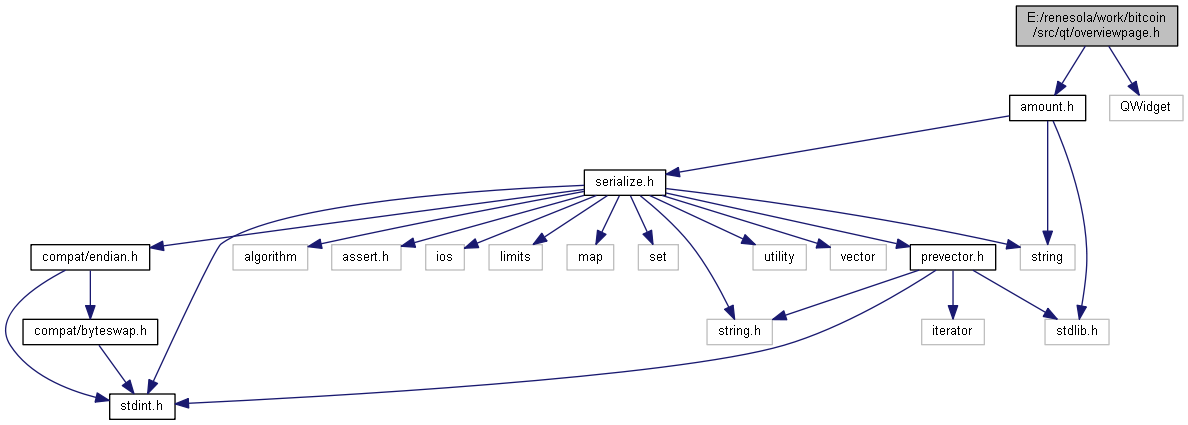 E:/renesola/work/bitcoin
/src/qt/overviewpage.h
amount.h
QWidget
serialize.h
compat/endian.h
algorithm
assert.h
ios
limits
map
set
utility
vector
prevector.h
string
compat/byteswap.h
string.h
iterator
stdlib.h
stdint.h